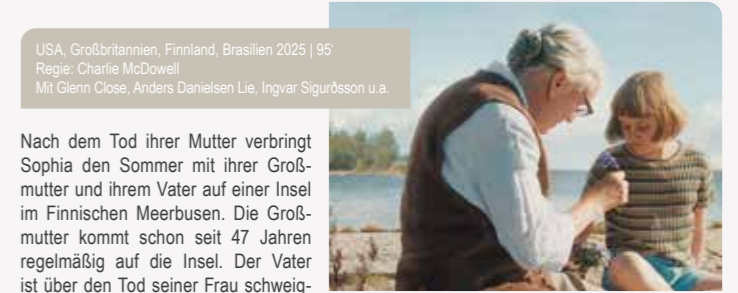 USA, Großbritannien, Finnland, Brasilien 2025 | 95'
Regie: Charlie McDowell
Mit Glenn Close, Anders Danielsen Lie, Ingvar Sigurðsson u.a.
Nach dem Tod ihrer Mutter verbringt
Sophia den Sommer mit ihrer Groß-
mutter und ihrem Vater auf einer Insel
im Finnischen Meerbusen. Die Groß-
mutter kommt schon seit 47 Jahren
regelmäßig auf die Insel. Der Vater
ist über den Tod seiner Frau schweig-